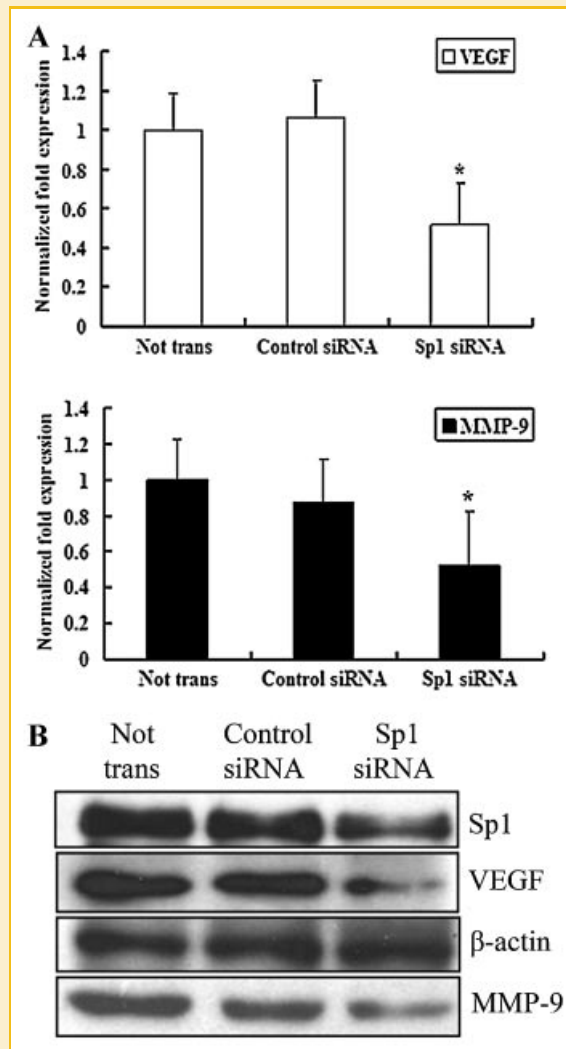 A
VEGF
Normalized fold expression
1.4
1.2
1
0.8
0.6
0.4
0.2
0
*
Not trans
Control siRNA
Sp1 siRNA
MMP-9
Normalized fold expression
1.4
1.2
1
0.8
0.6
0.4
0.2
0
*
Not trans
Control siRNA
Sp1 siRNA
B
Not trans
Control siRNA
Sp1 siRNA
Sp1
VEGF
β-actin
MMP-9